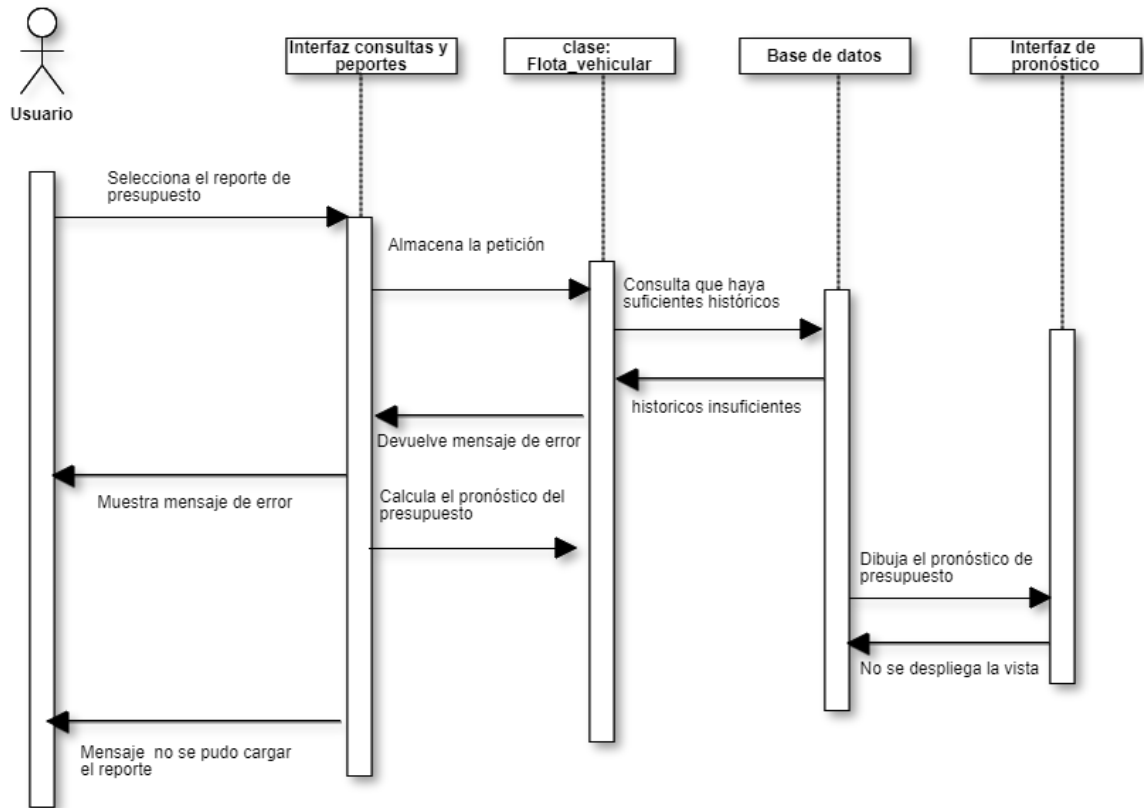 Usuario
Interfaz consultas y
peportes
clase:
Flota_vehicular
Base de datos
Interfaz de
pronóstico
Selecciona el reporte de
presupuesto
Almacena la petición
Consulta que haya
suficientes históricos
historicos insuficientes
Devuelve mensaje de error
Muestra mensaje de error
Calcula el pronóstico del
presupuesto
Dibuja el pronóstico de
presupuesto
No se despliega la vista
Mensaje no se pudo cargar
el reporte